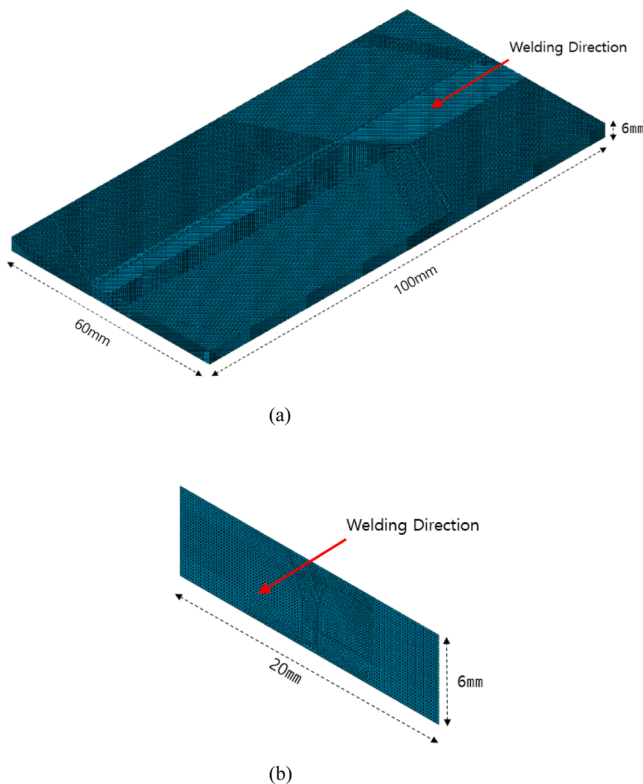 Welding Direction
6mm
100mm
60mm
(a)
Welding Direction
20mm
6mm
(b)